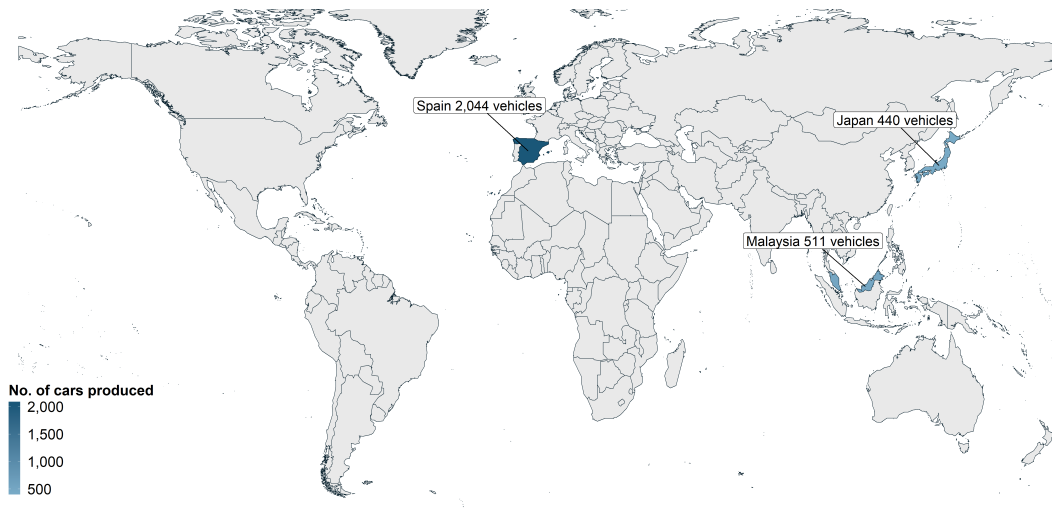 Spain 2,044 vehicles
Japan 440 vehicles
Malaysia 511 vehicles
No. of cars produced
2,000
1,500
1,000
500